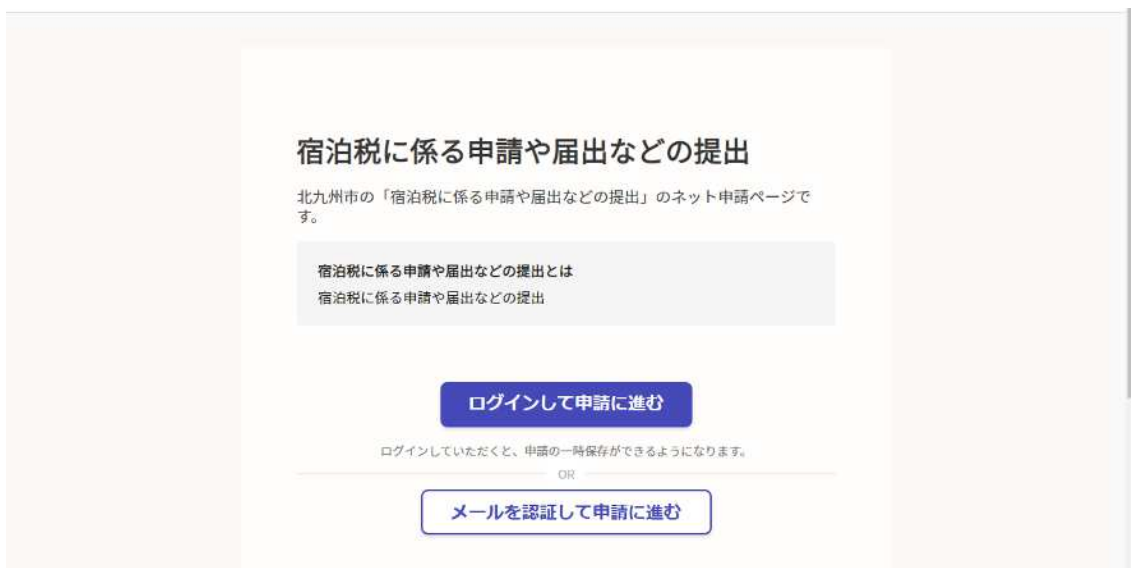 宿泊税に係る申請や届出などの提出
北九州市の「宿泊税に係る申請や届出などの提出」のネット申請ページで
す。
宿泊税に係る申請や届出などの提出とは
宿泊税に係る申請や届出などの提出
ログインして申請に進む
ログインしていただくと、申請の一時保存ができるようになります。
OR
メールを認証して申請に進む